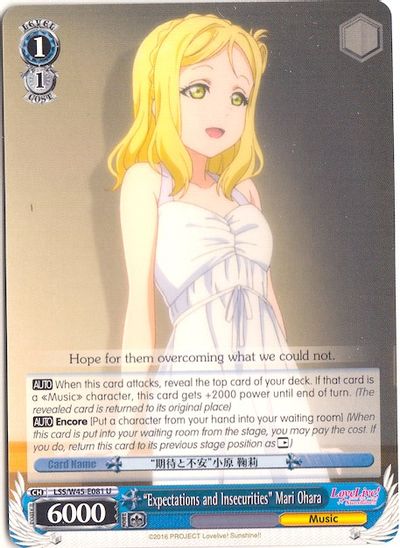 LEVEL
1
1
COST
Hope for them overcoming what we could not.
AUTO When this card attacks, reveal the top card of your deck. If that card is
a «Music» character, this card gets +2000 power until end of turn. (The
revealed card is returned to its original place)
AUTO Encore [Put a character from your hand into your waiting room] (When
this card is put into your waiting room from the stage, you may pay the cost. If
you do, return this card to its previous stage position as
Card Name "期待と不安"小原 鞠莉
CH LSS/W45-E081 U
"Expectations and Insecurities" Mari Ohara
LoveLive!
Sunshine!!
POWER 6000
Music
©2016 PROJECT Lovelive! Sunshine!!